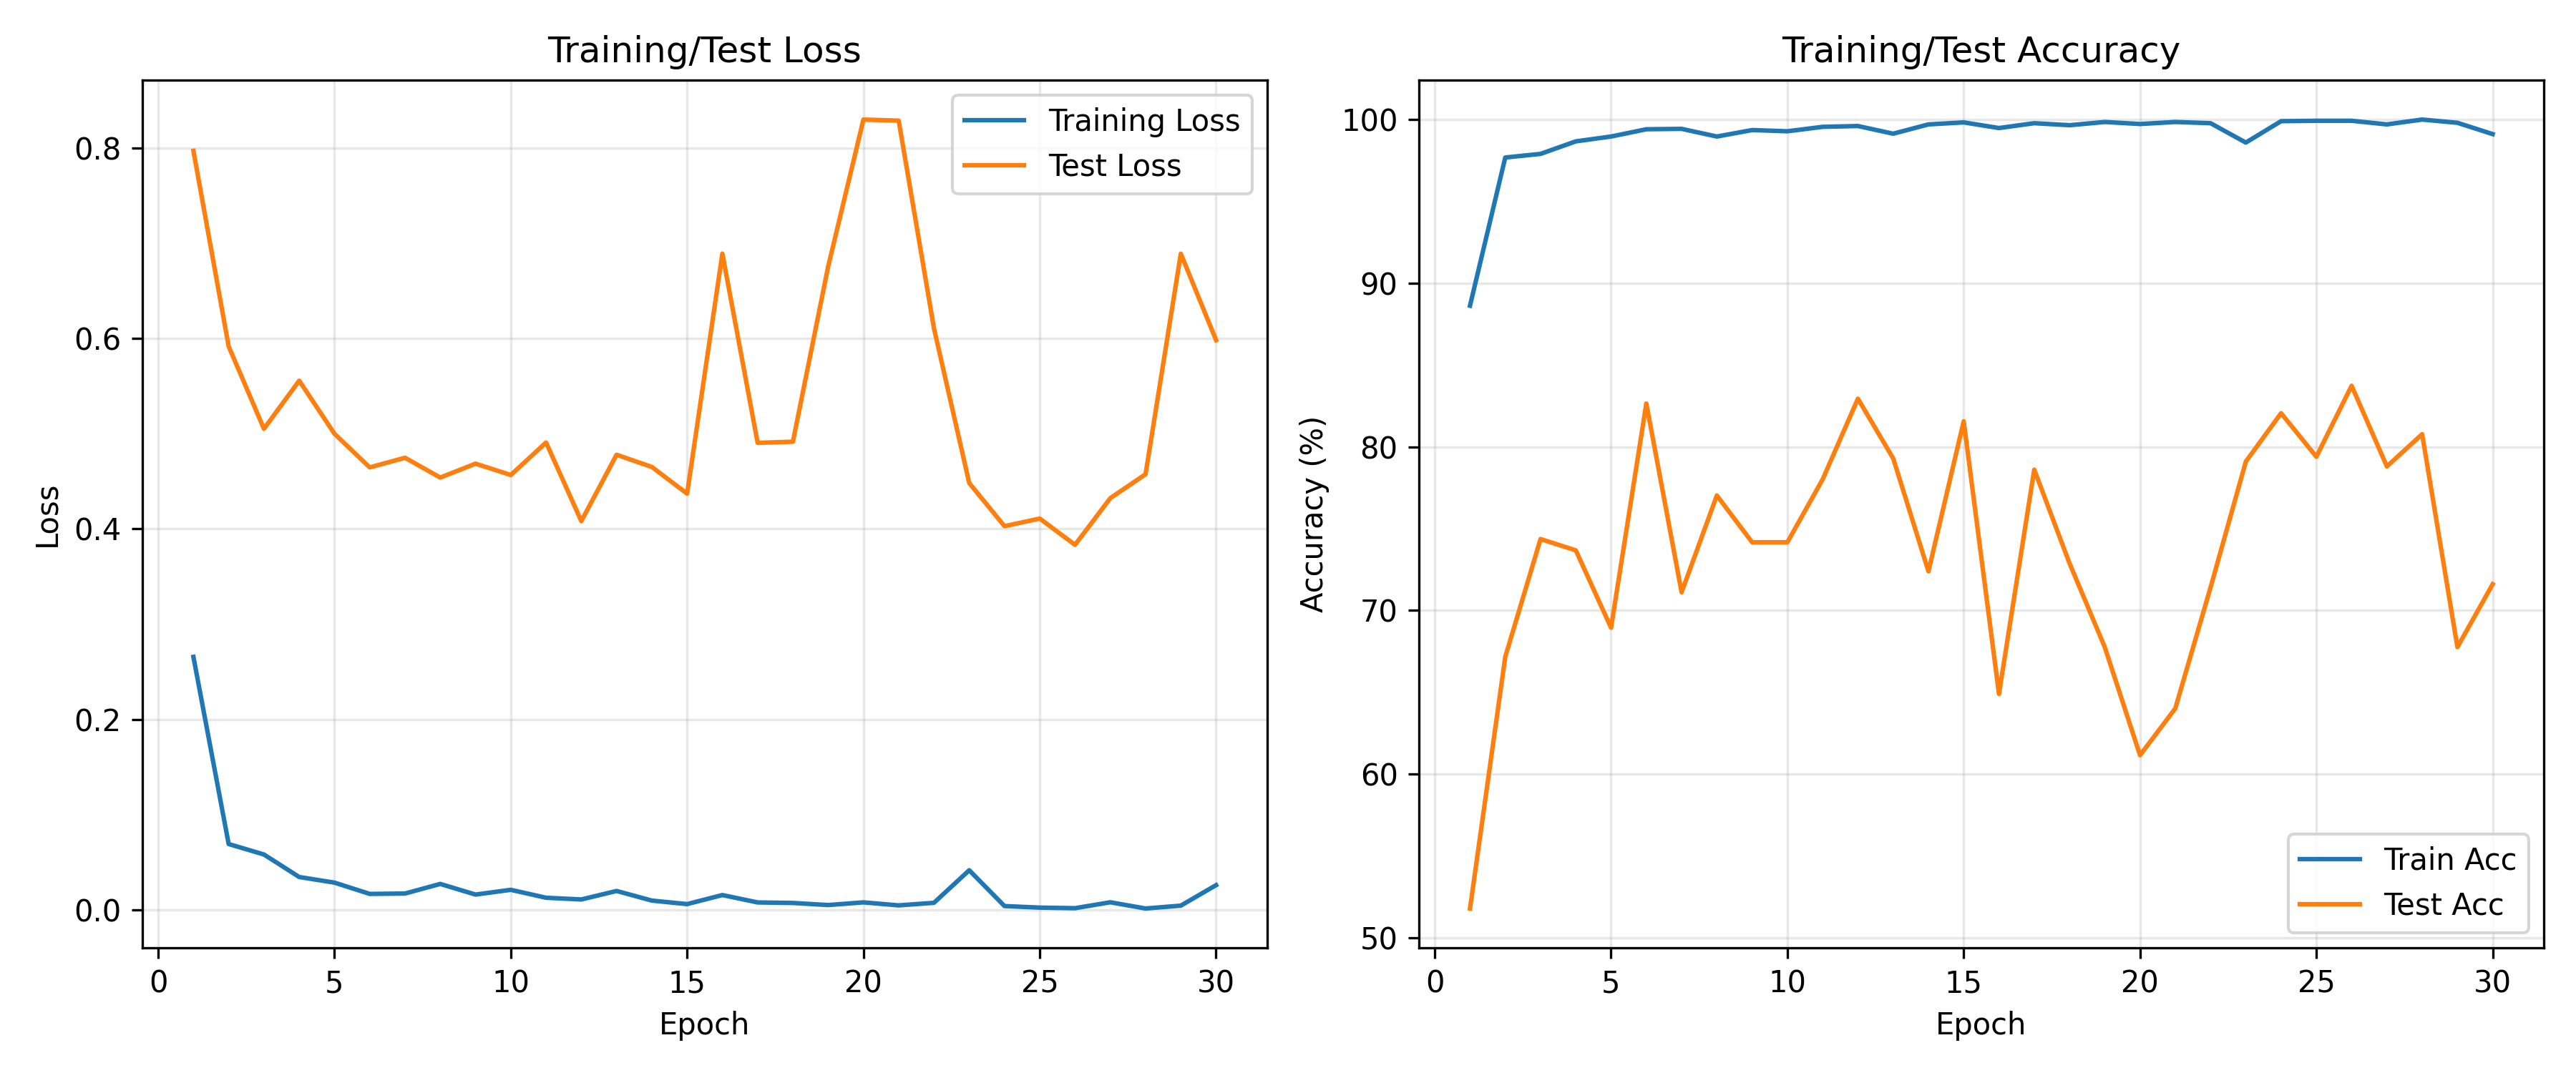 Training/Test Loss
Training Loss
Test Loss
0.8
0.6
0.4
0.2
0.0
Loss
0 5 10 15 20 25 30
Epoch
Training/Test Accuracy
100
90
80
70
60
50
Accuracy (%)
Train Acc
Test Acc
0 5 10 15 20 25 30
Epoch